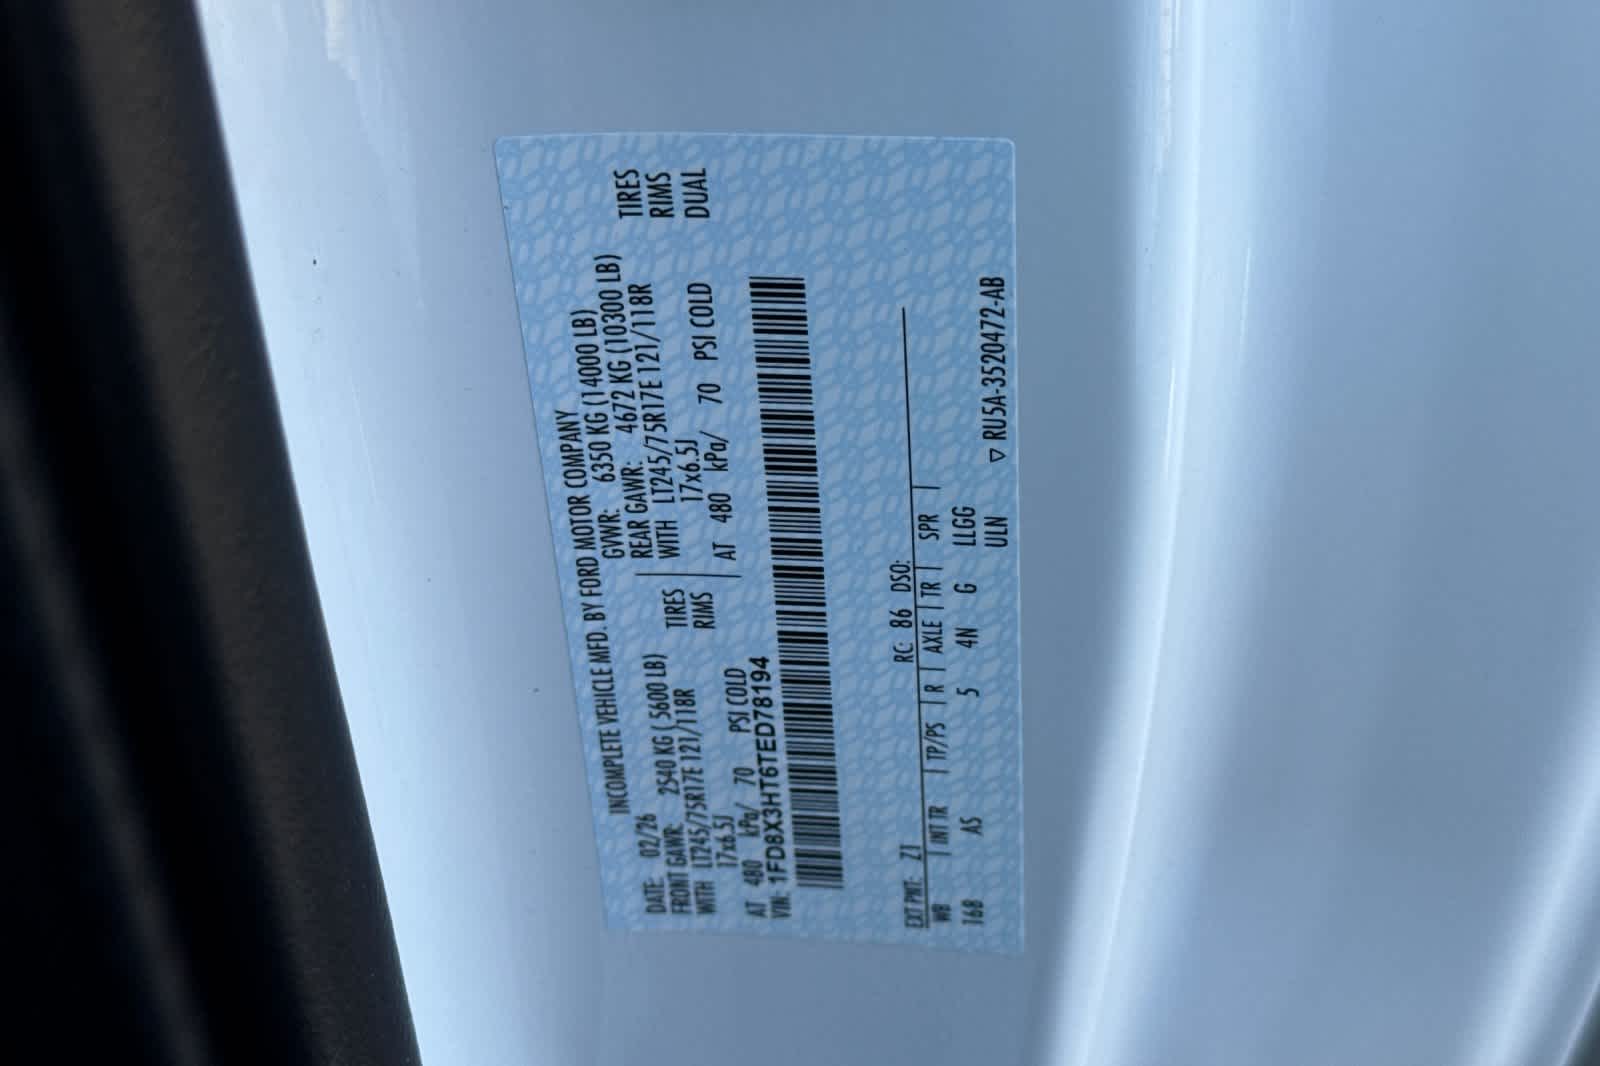 INCOMPLETE VEHICLE MFD. BY FORD MOTOR COMPANY
DATE: 02/26 GVWR: 6350 KG (14000 LB)
FRONT GAWR: 2540 KG ( 5600 LB) REAR GAWR: 4672 KG (10300 LB)
WITH LT245/75R17E 121/118R TIRES WITH LT245/75R17E 121/118R TIRES
17x6.5J RIMS 17x6.5J RIMS
AT 480 kPa/ 70 PSI COLD AT 480 kPa/ 70 PSI COLD DUAL
VIN: 1FD8X3HT6TED78194
EXT PNT: Z1 RC: 86 DSO:
WB | INT TR | TP/PS | R | AXLE | TR | SPR |
168 AS 5 4N G LLGG
ULN ▽ RU5A-3520472-AB